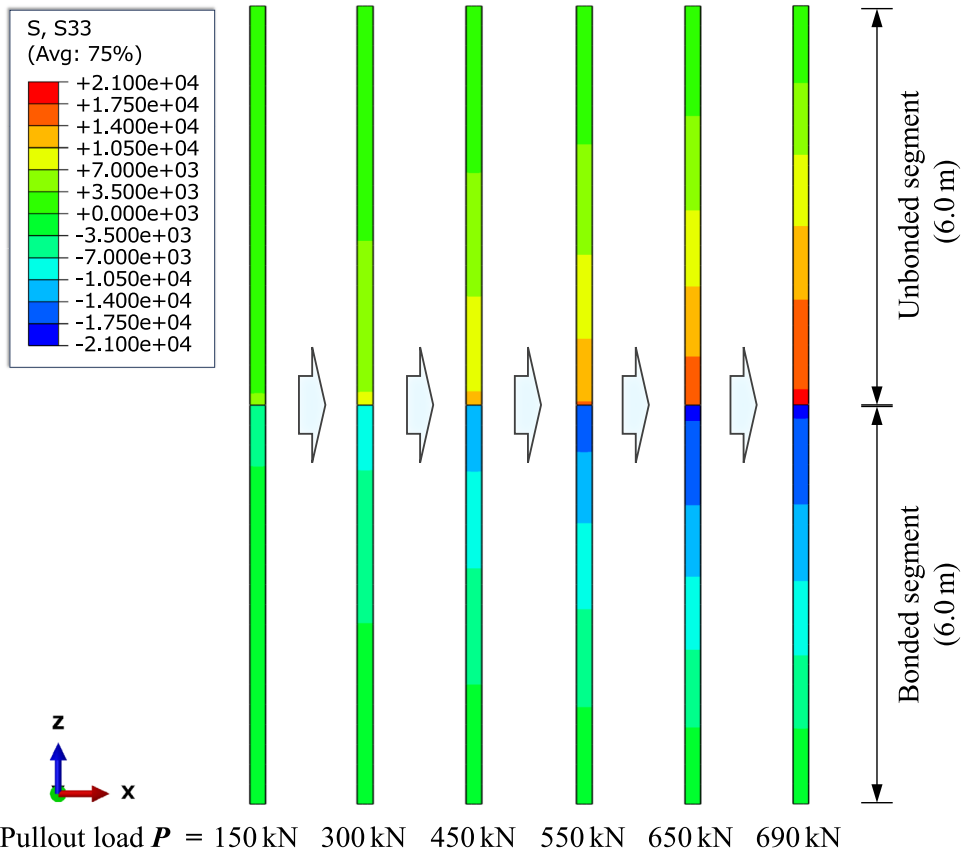 S, S33
(Avg: 75%)
+2.100e+04
+1.750e+04
+1.400e+04
+1.050e+04
+7.000e+03
+3.500e+03
+0.000e+03
-3.500e+03
-7.000e+03
-1.050e+04
-1.400e+04
-1.750e+04
-2.100e+04
Unbonded segment
(6.0 m)
Bonded segment
(6.0 m)
z
x
Pullout load P = 150 kN 300 kN 450 kN 550 kN 650 kN 690 kN